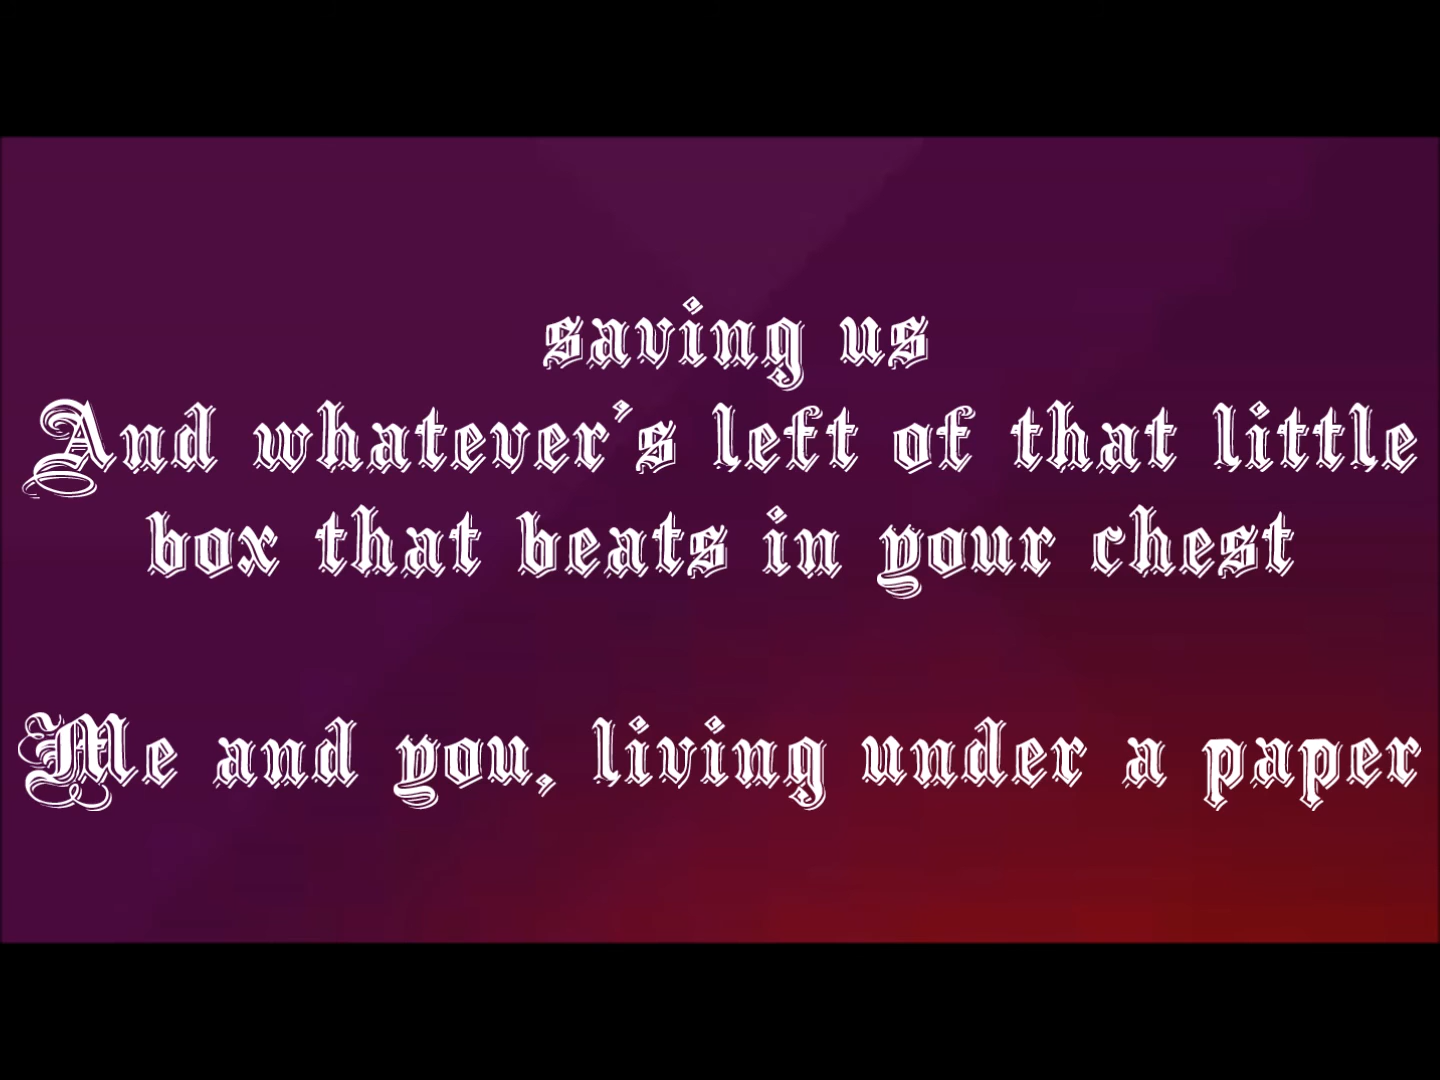 saving us
And whatever's left of that little
box that beats in your chest
Me and you, living under a paper